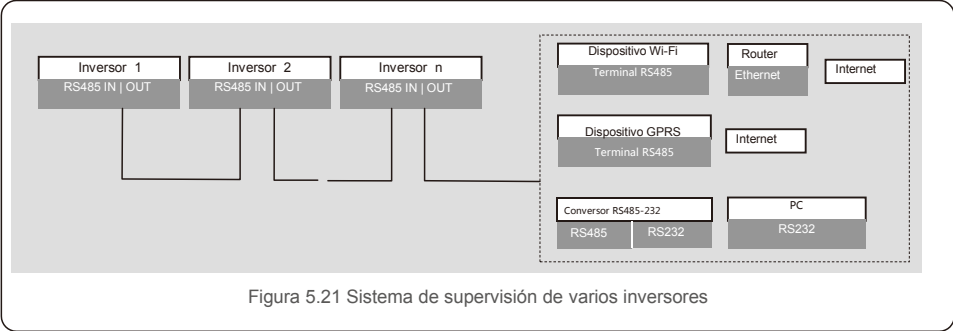 Inversor 1
RS485 IN | OUT
Inversor 2
RS485 IN | OUT
Inversor n
RS485 IN | OUT
Dispositivo Wi-Fi
Terminal RS485
Router
Ethernet
Internet
Dispositivo GPRS
Terminal RS485
Internet
Conversor RS485-232
RS485
RS232
PC
RS232
Figura 5.21 Sistema de supervisión de varios inversores